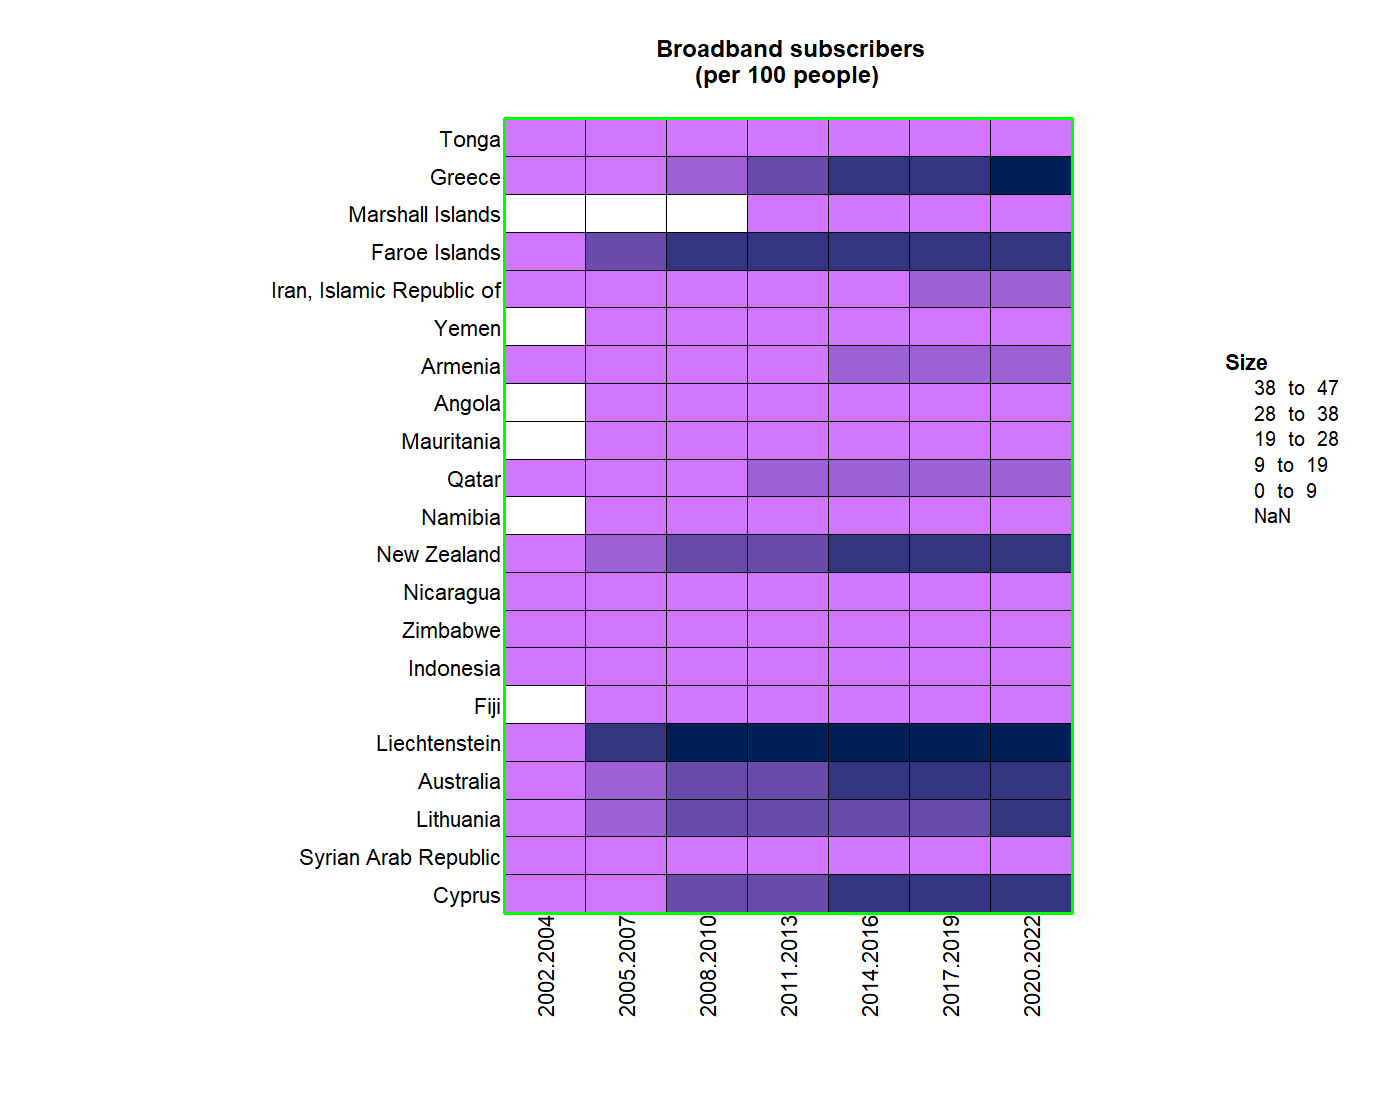 Broadband subscribers
(per 100 people)
Tonga
Greece
Marshall Islands
Faroe Islands
Iran, Islamic Republic of
Yemen
Armenia
Angola
Mauritania
Qatar
Namibia
New Zealand
Nicaragua
Zimbabwe
Indonesia
Fiji
Liechtenstein
Australia
Lithuania
Syrian Arab Republic
Cyprus
2002.2004
2005.2007
2008.2010
2011.2013
2014.2016
2017.2019
2020.2022
Size
38 to 47
28 to 38
19 to 28
9 to 19
0 to 9
NaN